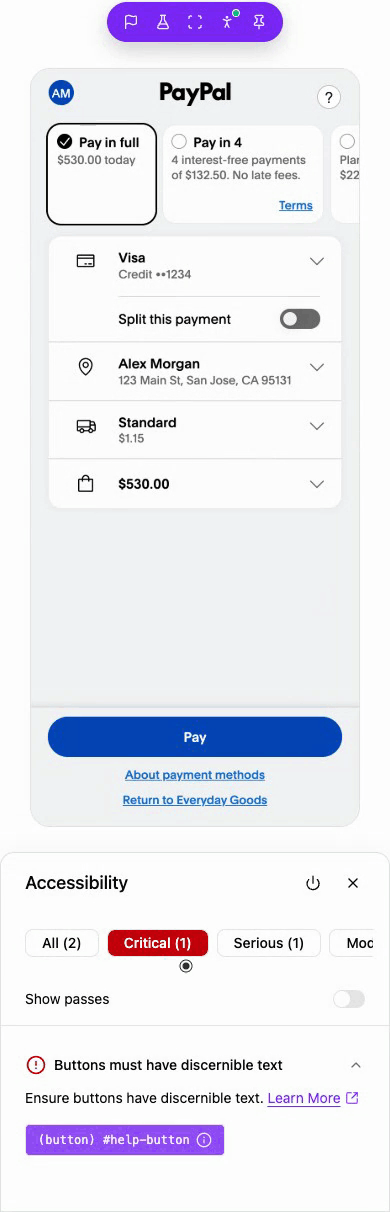 AM
PayPal
?
Pay in full
$530.00 today
Pay in 4
4 interest-free payments
of $132.50. No late fees.
Terms
Plan
$22
Visa
Credit ••1234
Split this payment
Alex Morgan
123 Main St, San Jose, CA 95131
Standard
$1.15
$530.00
Pay
About payment methods
Return to Everyday Goods
Accessibility
All (2)
Critical (1)
Serious (1)
Moc
Show passes
Buttons must have discernible text
Ensure buttons have discernible text. Learn More
(button) #help-button